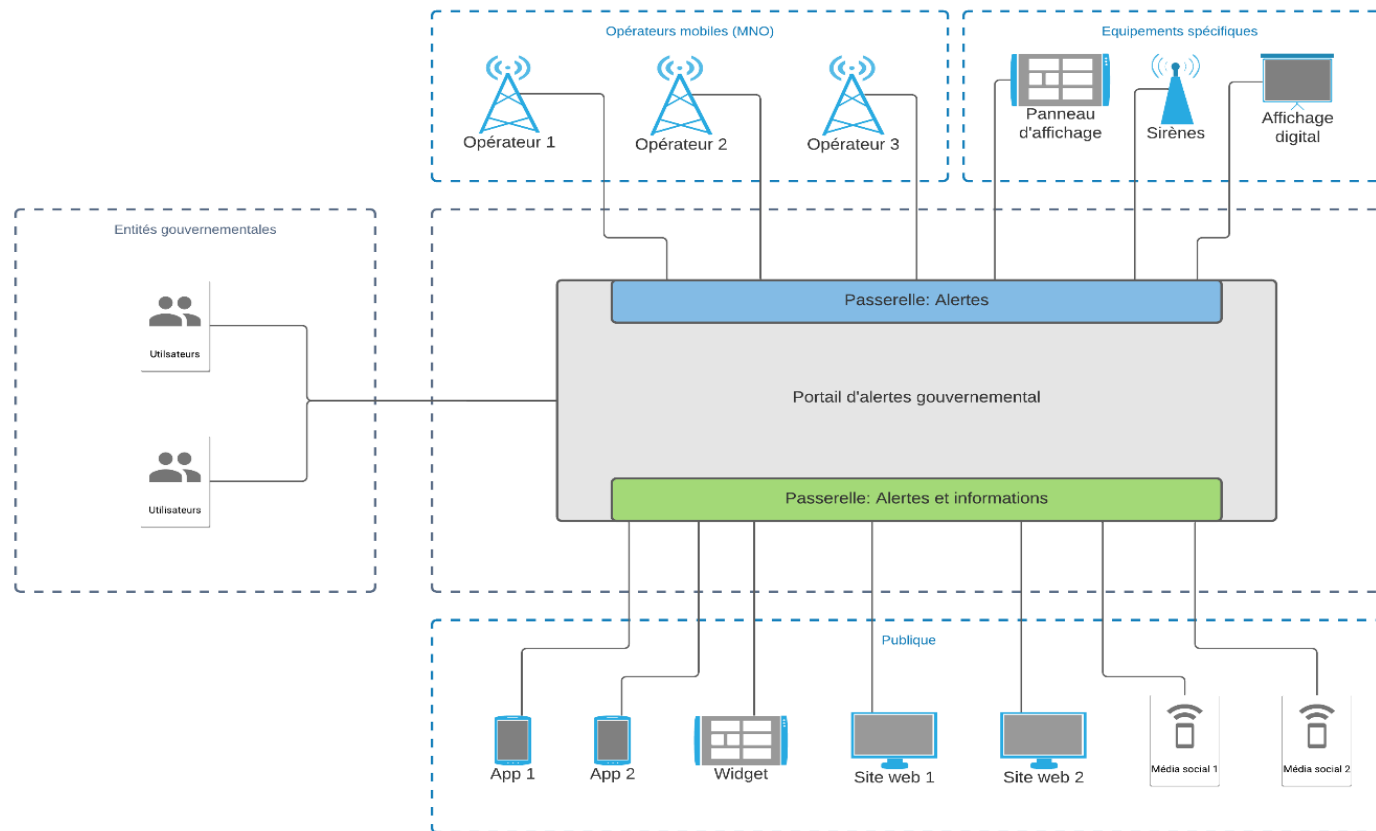 Opérateurs mobiles (MNO)
Opérateur 1
Opérateur 2
Opérateur 3
Equipements spécifiques
Panneau
d'affichage
Sirènes
Affichage
digital
Entités gouvernementales
Utilsateurs
Utilisateurs
Passerelle: Alertes
Portail d'alertes gouvernemental
Passerelle: Alertes et informations
Publique
App 1
App 2
Widget
Site web 1
Site web 2
Média social 1
Média social 2